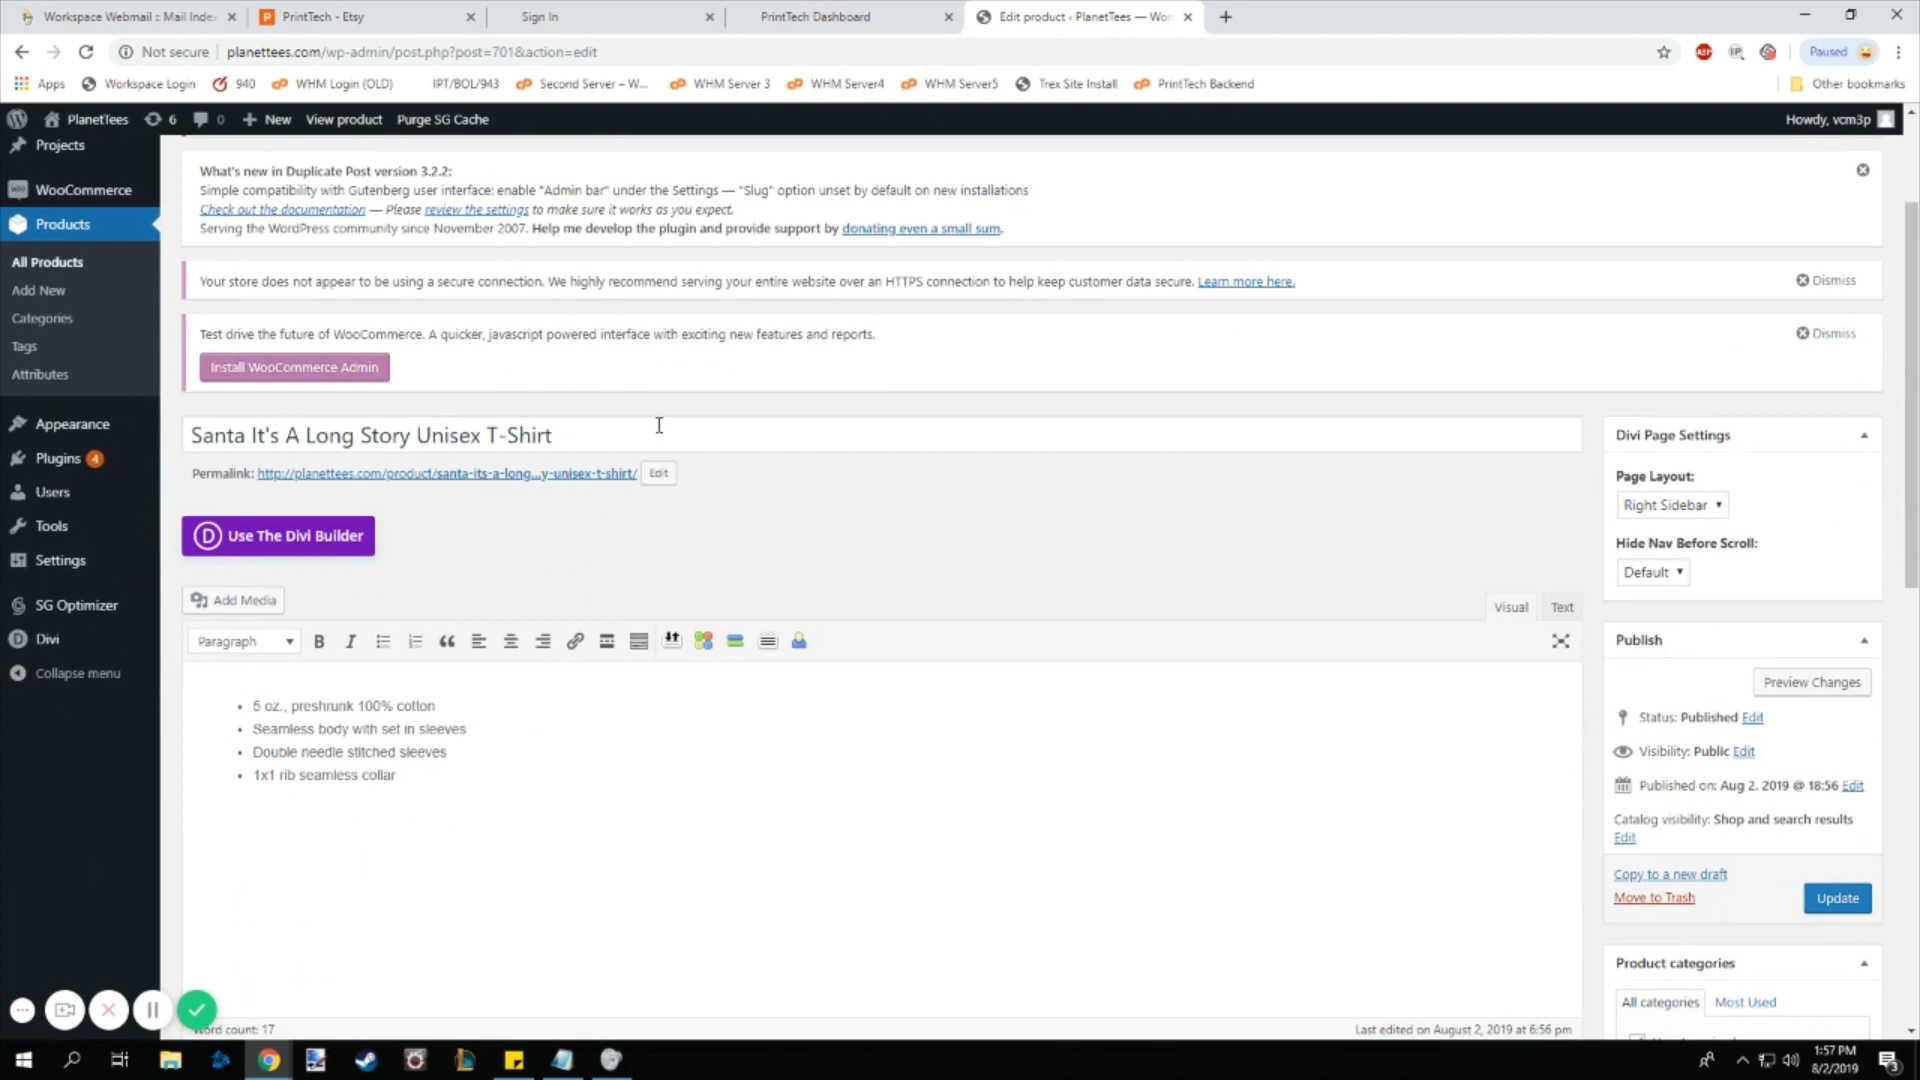 Workspace Webmail :: Mail Inde
PrintTech - Etsy
Sign In
PrintTech Dashboard
Edit product ‹ PlanetTees — Wor
Not secure
planettees.com/wp-admin/post.php?post=701&action=edit
Paused
Apps
Workspace Login
940
WHM Login (OLD)
IPT/BOL/943
Second Server – W...
WHM Server 3
WHM Server4
WHM Server5
Trex Site Install
PrintTech Backend
Other bookmarks
PlanetTees
6
0
New
View product
Purge SG Cache
Howdy, vcm3p
Projects
WooCommerce
Products
All Products
Add New
Categories
Tags
Attributes
Appearance
Plugins 4
Users
Tools
Settings
SG Optimizer
Divi
Collapse menu
What's new in Duplicate Post version 3.2.2:
Simple compatibility with Gutenberg user interface: enable "Admin bar" under the Settings — "Slug" option unset by default on new installations
Check out the documentation — Please review the settings to make sure it works as you expect.
Serving the WordPress community since November 2007. Help me develop the plugin and provide support by donating even a small sum.
Your store does not appear to be using a secure connection. We highly recommend serving your entire website over an HTTPS connection to help keep customer data secure. Learn more here.
Dismiss
Test drive the future of WooCommerce. A quicker, javascript powered interface with exciting new features and reports.
Dismiss
Install WooCommerce Admin
Santa It's A Long Story Unisex T-Shirt
Permalink: http://planettees.com/product/santa-its-a-long...y-unisex-t-shirt/ Edit
Use The Divi Builder
Add Media
Visual
Text
Paragraph
5 oz., preshrunk 100% cotton
Seamless body with set in sleeves
Double needle stitched sleeves
1x1 rib seamless collar
Word count: 17
Last edited on August 2, 2019 at 6:56 pm
Divi Page Settings
Page Layout:
Right Sidebar
Hide Nav Before Scroll:
Default
Publish
Preview Changes
Status: Published Edit
Visibility: Public Edit
Published on: Aug 2, 2019 @ 18:56 Edit
Catalog visibility: Shop and search results
Edit
Copy to a new draft
Move to Trash
Update
Product categories
All categories
Most Used
1:57 PM
8/2/2019
3